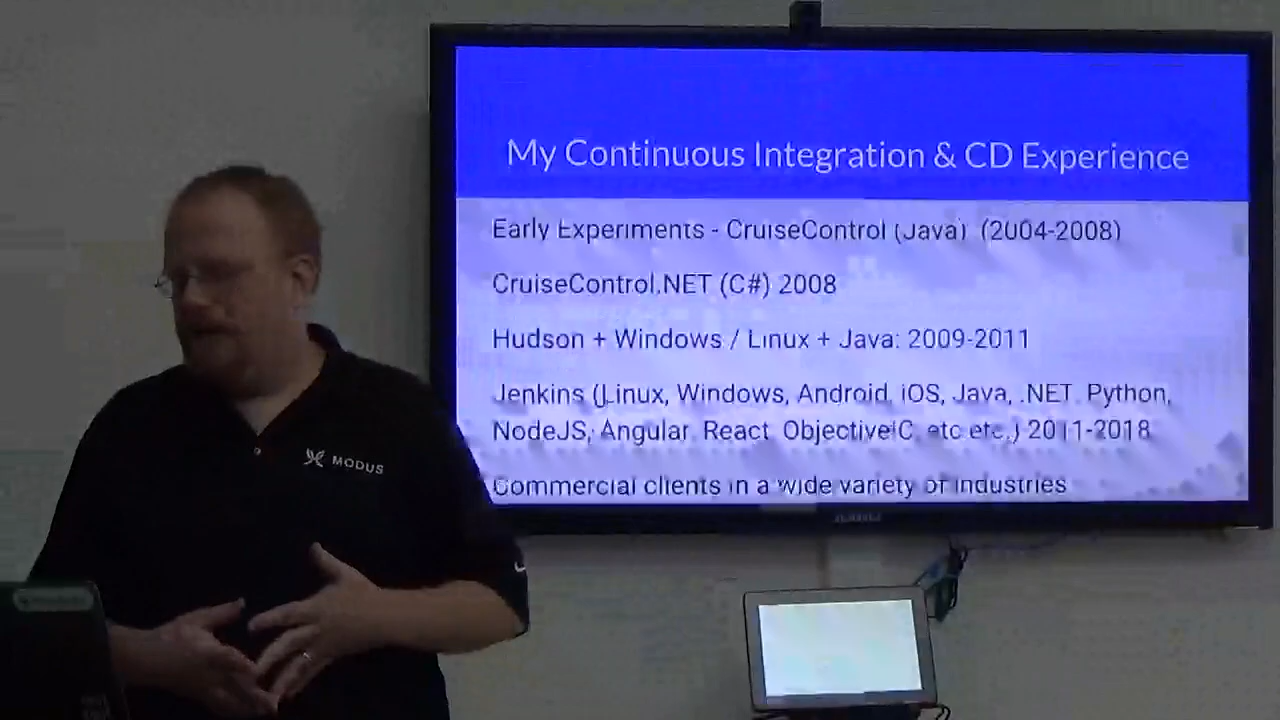 My Continuous Integration & CD Experience
Early Experiments - CruiseControl (Java) (2004-2008)
CruiseControl.NET (C#) 2008
Hudson + Windows / Linux + Java: 2009-2011
Jenkins (Linux, Windows, Android, iOS, Java, .NET, Python,
NodeJS, Angular, React, Objective C, etc etc.) 2011-2018
Commercial clients in a wide variety of industries
MODUS